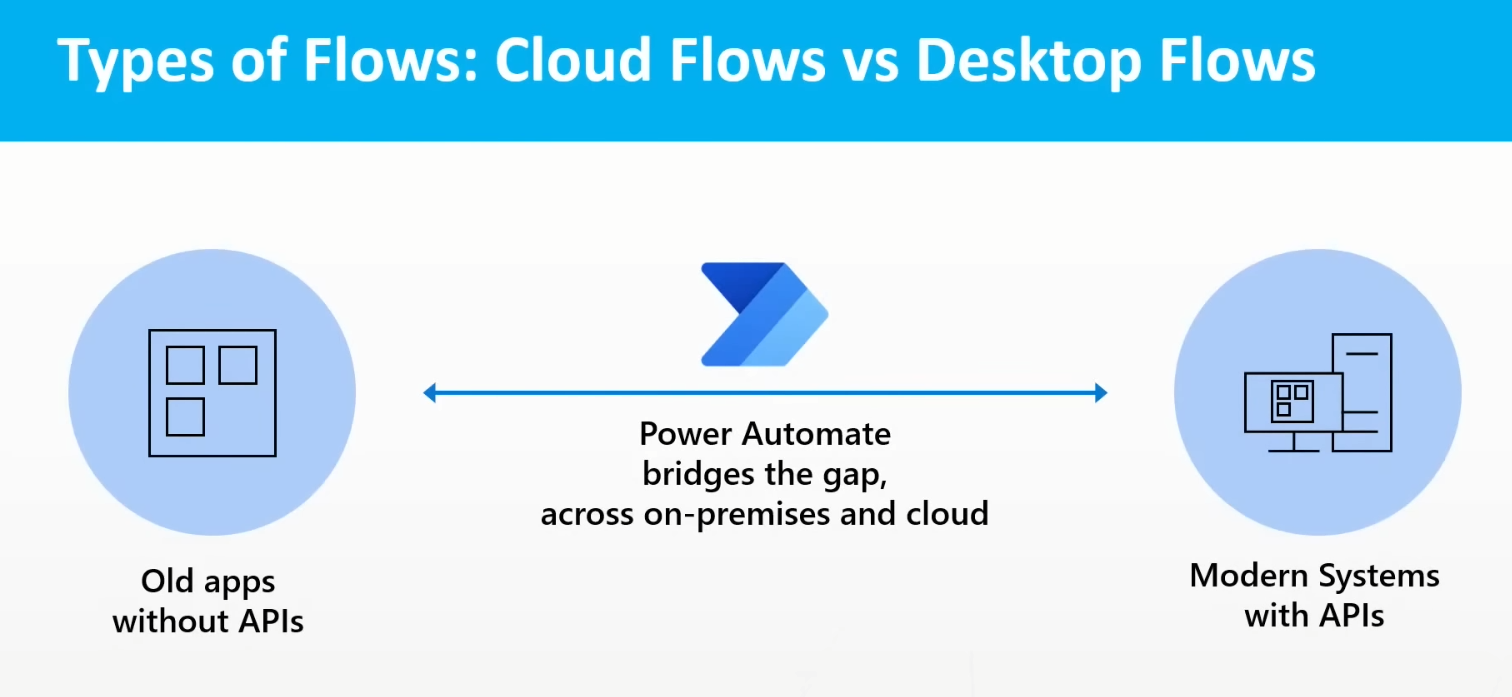 Types of Flows: Cloud Flows vs Desktop Flows
Power Automate
bridges the gap,
across on-premises and cloud
Old apps
without APIs
Modern Systems
with APIs